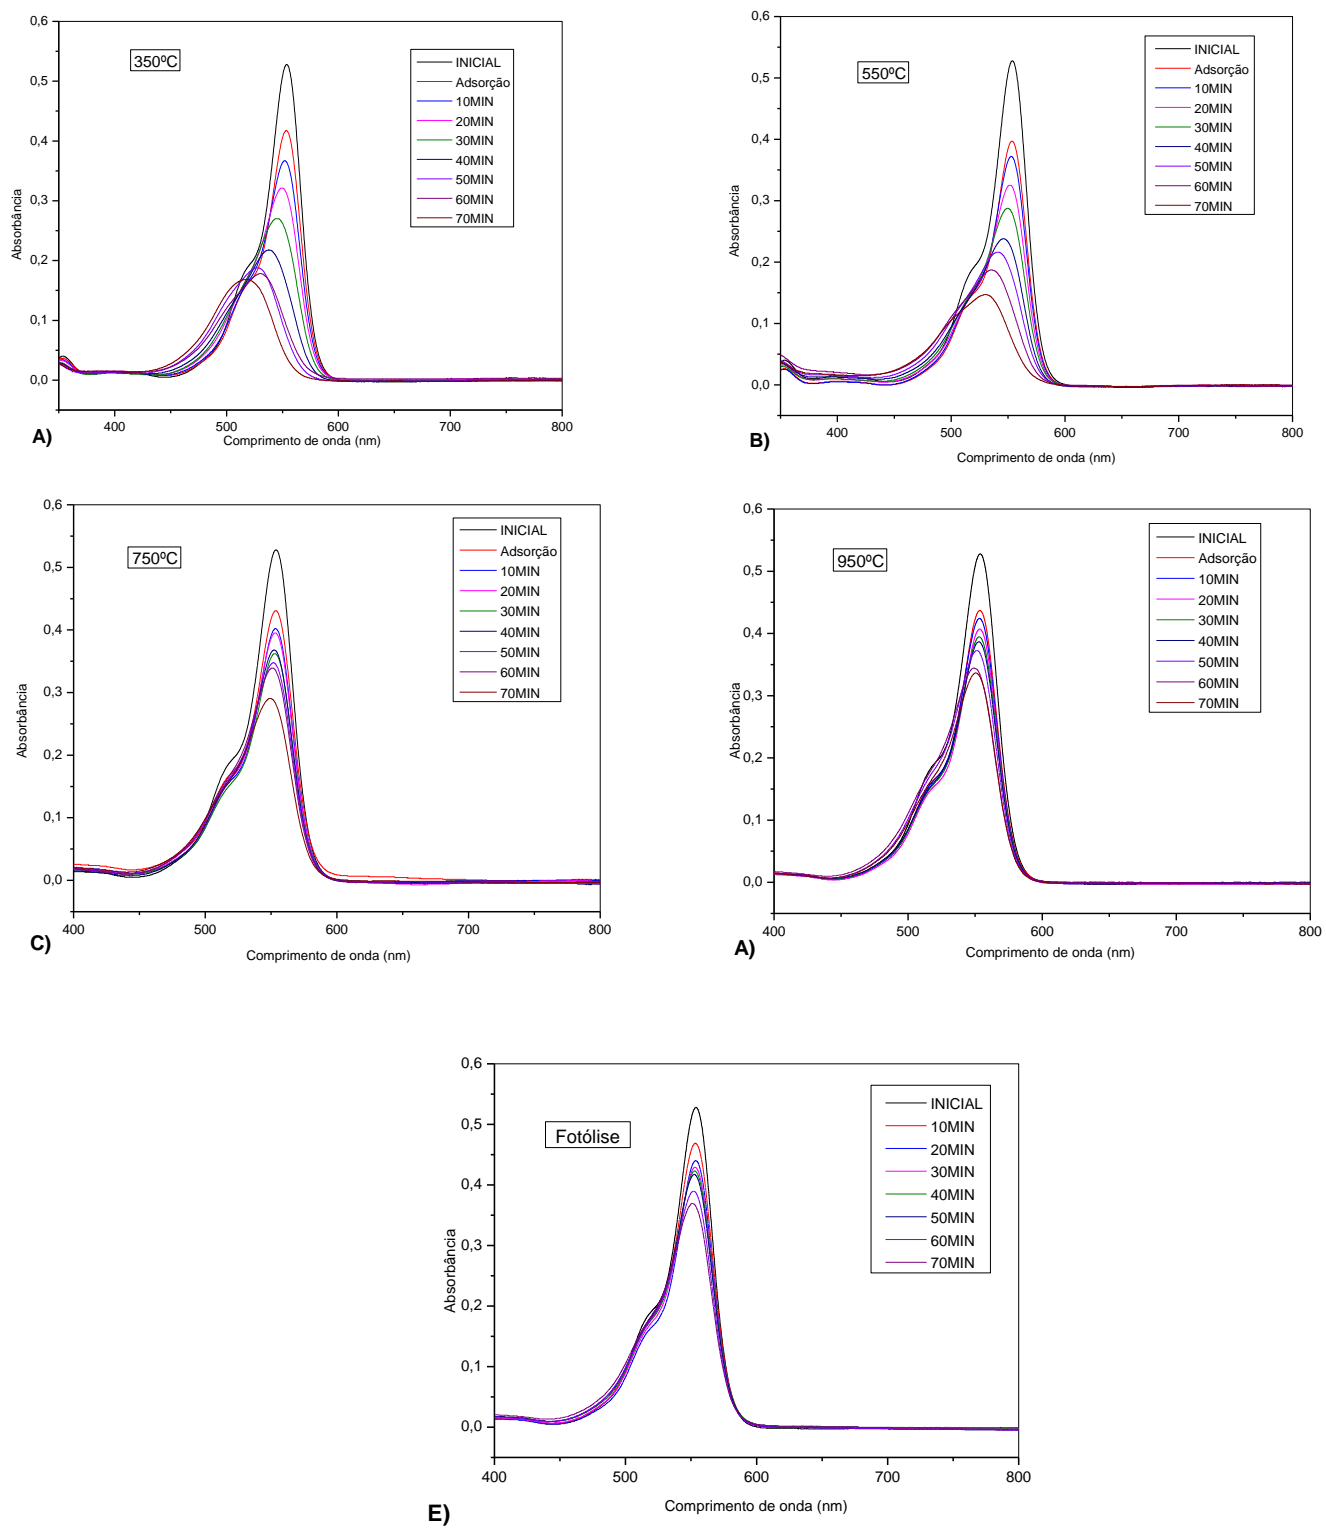 0,6
0,5
0,4
0,3
0,2
0,1
0,0
Absorbância
350ºC
INICIAL
Adsorção
10MIN
20MIN
30MIN
40MIN
50MIN
60MIN
70MIN
400 500 600 700 800
Comprimento de onda (nm)
A)
0,6
0,5
0,4
0,3
0,2
0,1
0,0
Absorbância
550ºC
INICIAL
Adsorção
10MIN
20MIN
30MIN
40MIN
50MIN
60MIN
70MIN
400 500 600 700 800
Comprimento de onda (nm)
B)
0,6
0,5
0,4
0,3
0,2
0,1
0,0
Absorbância
750ºC
INICIAL
Adsorção
10MIN
20MIN
30MIN
40MIN
50MIN
60MIN
70MIN
400 500 600 700 800
Comprimento de onda (nm)
C)
0,6
0,5
0,4
0,3
0,2
0,1
0,0
Absorbância
950ºC
INICIAL
Adsorção
10MIN
20MIN
30MIN
40MIN
50MIN
60MIN
70MIN
400 500 600 700 800
Comprimento de onda (nm)
A)
0,6
0,5
0,4
0,3
0,2
0,1
0,0
Absorbância
Fotólise
INICIAL
10MIN
20MIN
30MIN
40MIN
50MIN
60MIN
70MIN
400 500 600 700 800
Comprimento de onda (nm)
E)